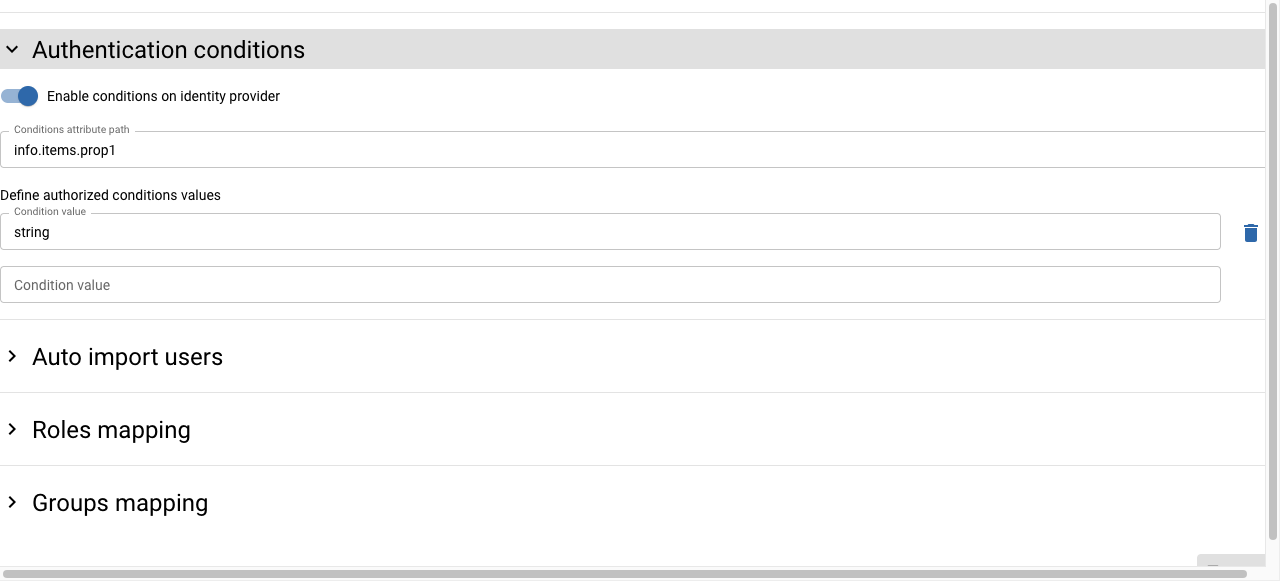 Authentication conditions
Enable conditions on identity provider
Conditions attribute path
info.items.prop1
Define authorized conditions values
Condition value
string
Condition value
Auto import users
Roles mapping
Groups mapping